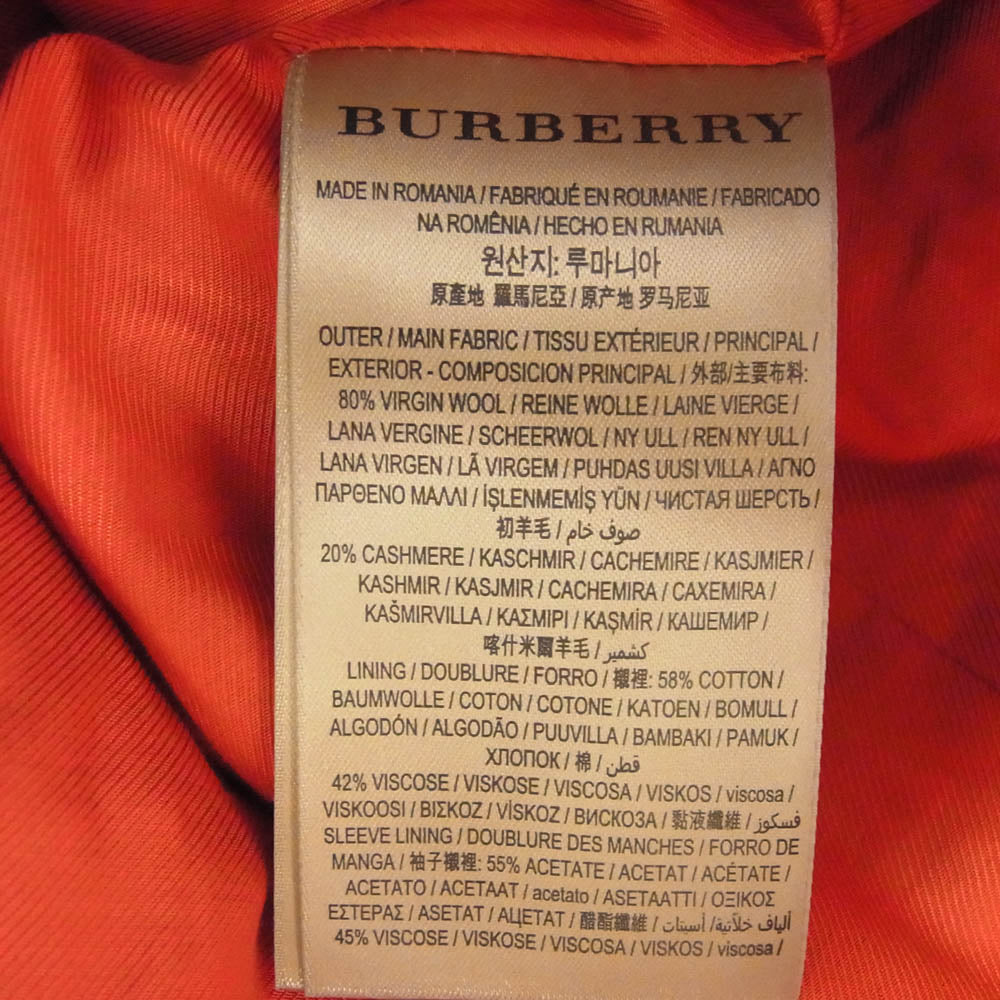 BURBERRY
MADE IN ROMANIA / FABRIQUÉ EN ROUMANIE / FABRICADO
NA ROMÊNIA / HECHO EN RUMANIA
원산지: 루마니아
原產地 羅馬尼亞 / 原产地 罗马尼亚
OUTER / MAIN FABRIC / TISSU EXTÉRIEUR / PRINCIPAL /
EXTERIOR - COMPOSICION PRINCIPAL / 外部/主要布料:
80% VIRGIN WOOL / REINE WOLLE / LAINE VIERGE /
LANA VERGINE / SCHEERWOL / NY ULL / REN NY ULL /
LANA VIRGEN / LÃ VIRGEM / PUHDAS UUSI VILLA / ΑΓΝΟ
ΠΑΡΘΕΝΟ ΜΑΛΛΙ / İŞLENMEMİŞ YÜN / ЧИСТАЯ ШЕРСТЬ /
初羊毛 / صوف خام
20% CASHMERE / KASCHMIR / CACHEMIRE / KASJMIER /
KASHMIR / KASJMIR / CACHEMIRA / CAXEMIRA /
KAŠMIRVILLA / ΚΑΣΜΙΡΙ / KAŞMİR / КАШЕМИР /
喀什米爾羊毛 / كشمير
LINING / DOUBLURE / FORRO / 襯裡: 58% COTTON /
BAUMWOLLE / COTON / COTONE / KATOEN / BOMULL /
ALGODÓN / ALGODÃO / PUUVILLA / BAMBAKI / PAMUK /
ХЛОПОК / 棉 / قطن
42% VISCOSE / VISKOSE / VISCOSA / VISKOS / viscosa /
VISKOOSI / ΒΙΣΚΟΖ / VİSKOZ / ВИСКОЗА / 黏液纖維 / فسكوز
SLEEVE LINING / DOUBLURE DES MANCHES / FORRO DE
MANGA / 袖子襯裡: 55% ACETATE / ACETAT / ACÉTATE /
ACETATO / ACETAAT / acetato / ASETAATTI / ΟΞΙΚΟΣ
ΕΣΤΕΡΑΣ / ASETAT / АЦЕТАТ / 醋酯纖維 / ألياف خلاّتية/ أسيتات
45% VISCOSE / VISKOSE / VISCOSA / VISKOS / viscosa /